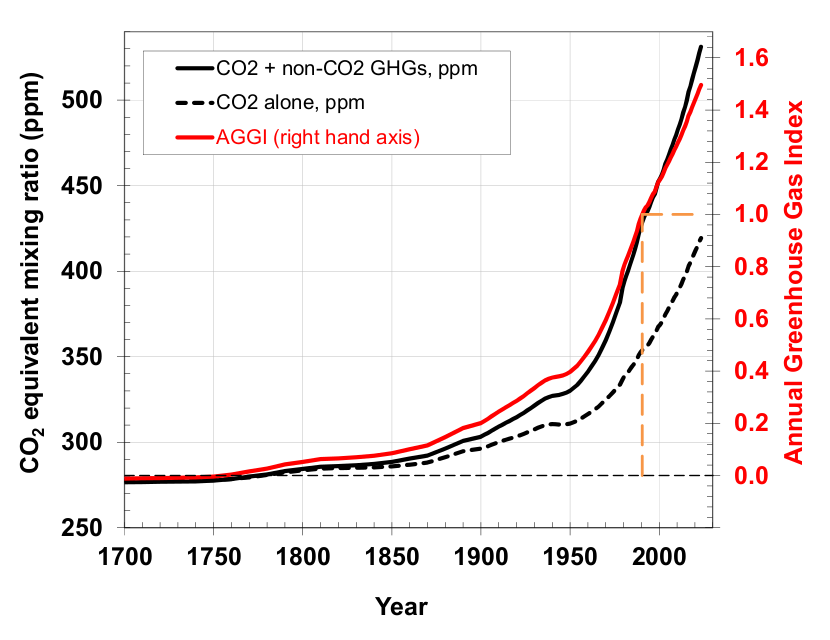 CO2 + non-CO2 GHGs, ppm
CO2 alone, ppm
AGGI (right hand axis)
CO₂ equivalent mixing ratio (ppm)
500
450
400
350
300
250
1.6
1.4
1.2
1.0
0.8
0.6
0.4
0.2
0.0
Annual Greenhouse Gas Index
1700 1750 1800 1850 1900 1950 2000
Year